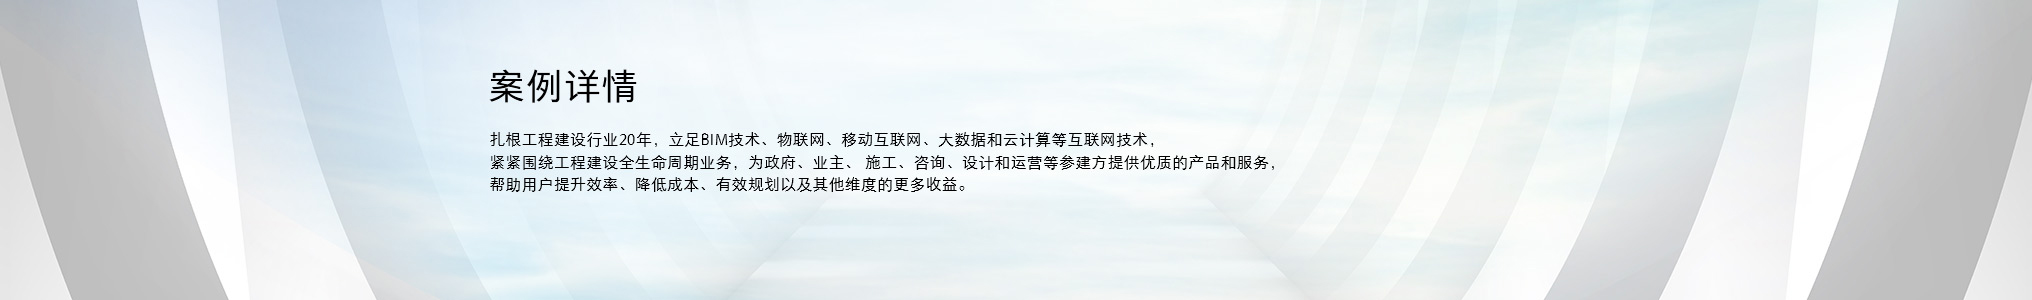 案例详情
扎根工程建设行业20年，立足BIM技术、物联网、移动互联网、大数据和云计算等互联网技术，
紧紧围绕工程建设全生命周期业务，为政府、业主、 施工、咨询、设计和运营等参建方提供优质的产品和服务，
帮助用户提升效率、降低成本、有效规划以及其他维度的更多收益。